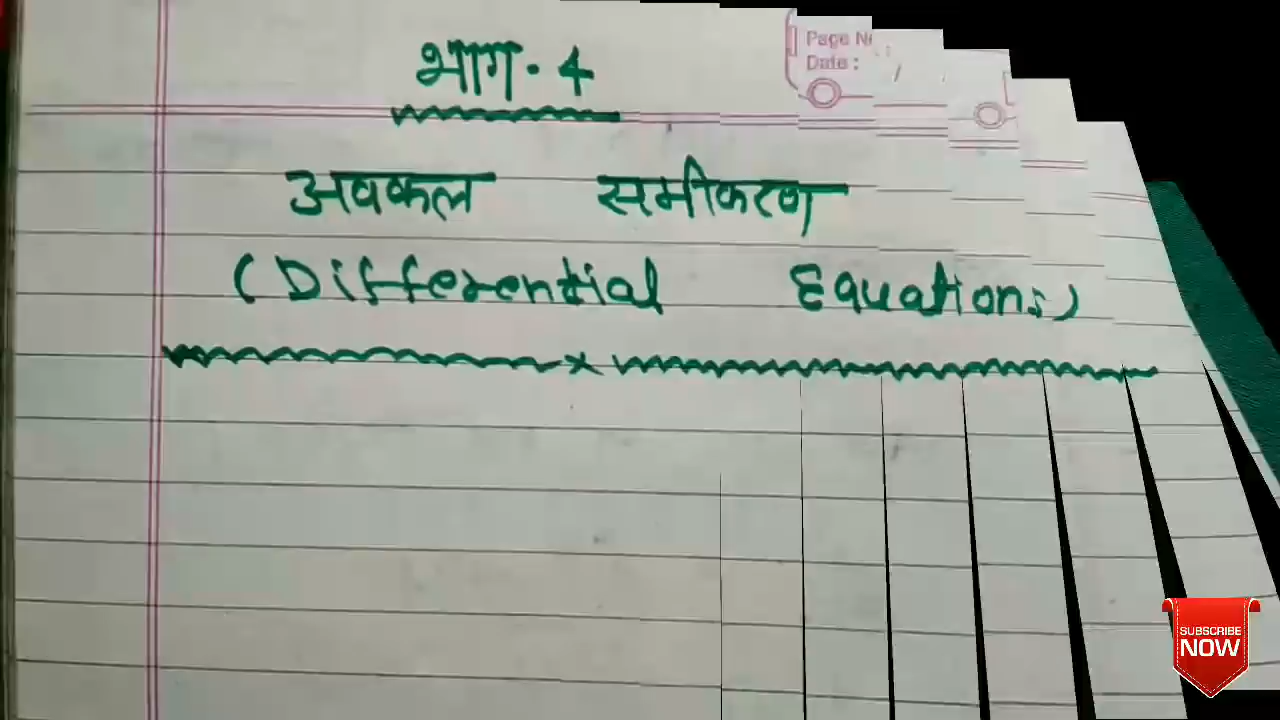 Page No
Date :
भाग. 4
अवकल समीकरण
(Differential Equations)
SUBSCRIBE
NOW